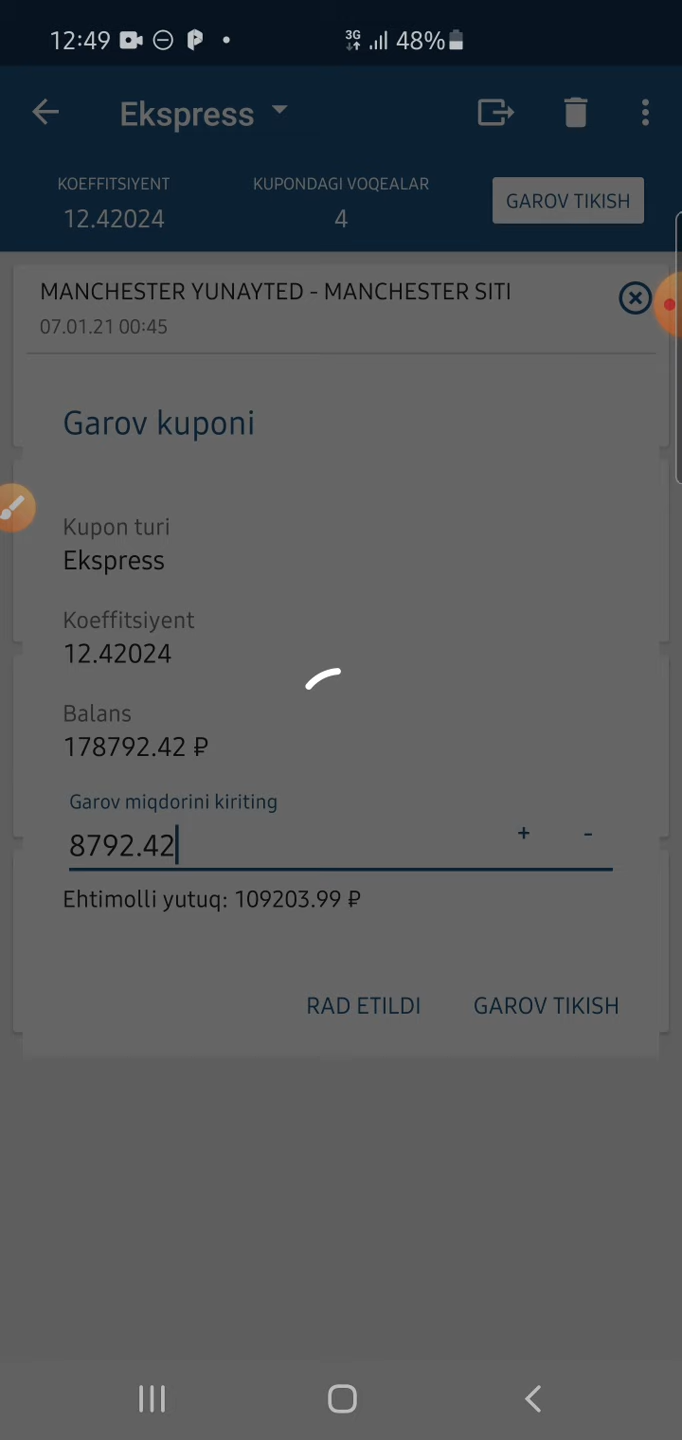 12:49
3G
48%
Ekspress
KOEFFITSIYENT
12.42024
KUPONDAGI VOQEALAR
4
GAROV TIKISH
MANCHESTER YUNAYTED - MANCHESTER SITI
07.01.21 00:45
Garov kuponi
Kupon turi
Ekspress
Koeffitsiyent
12.42024
Balans
178792.42 ₽
Garov miqdorini kiriting
8792.42
+ -
Ehtimolli yutuq: 109203.99 ₽
RAD ETILDI GAROV TIKISH